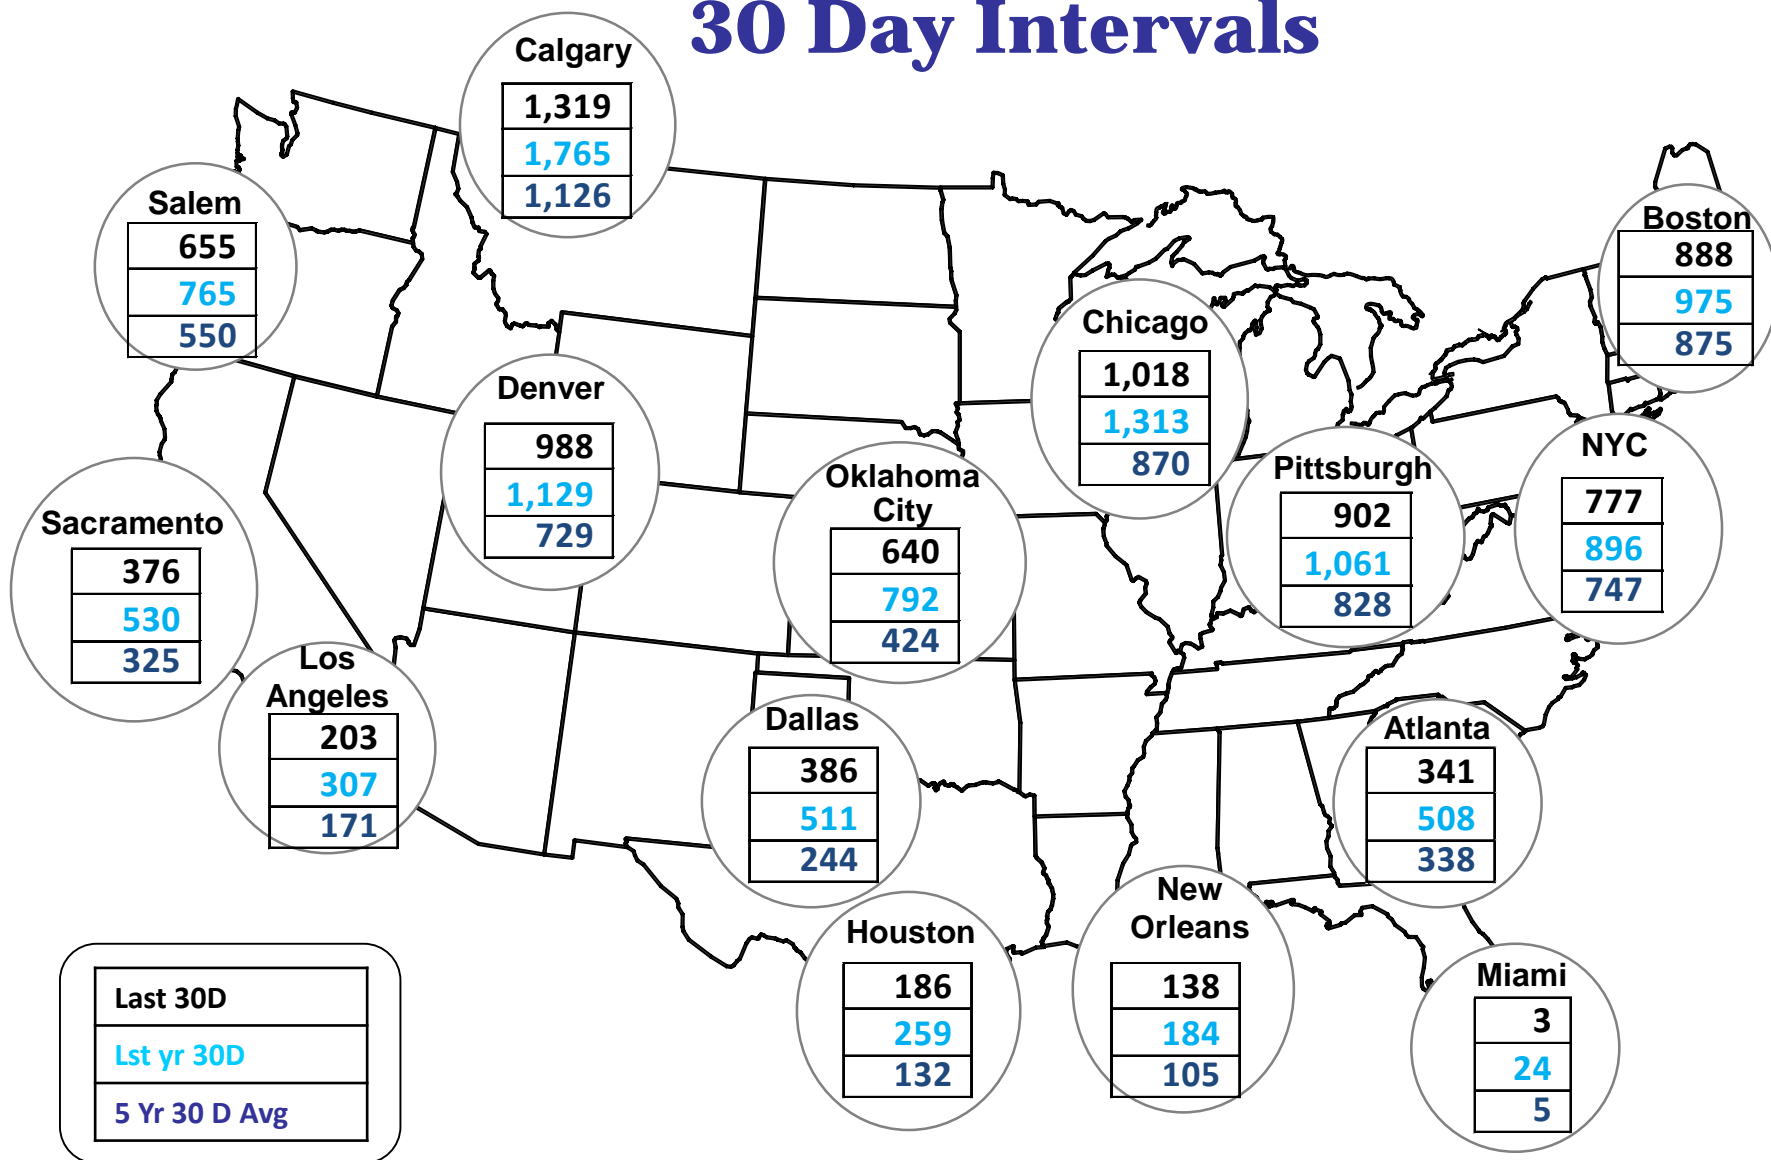 30 Day Intervals
Calgary
1,319
1,765
1,126
Salem
655
765
550
Boston
888
975
875
Chicago
1,018
1,313
870
Denver
988
1,129
729
Oklahoma
City
640
792
424
Pittsburgh
902
1,061
828
NYC
777
896
747
Sacramento
376
530
325
Los
Angeles
203
307
171
Dallas
386
511
244
Atlanta
341
508
338
Houston
186
259
132
New
Orleans
138
184
105
Miami
3
24
5
Last 30D
Lst yr 30D
5 Yr 30 D Avg